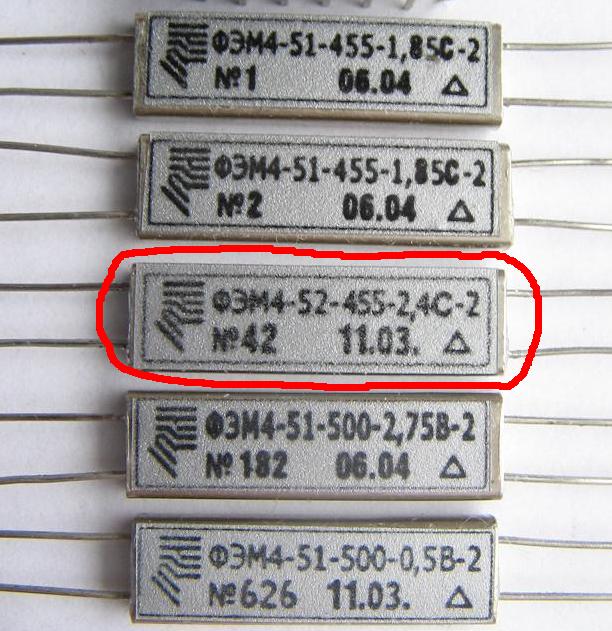 ФЭМ4-51-455-1,85С-2
№1 06.04 △
ФЭМ4-51-455-1,85С-2
№2 06.04 △
ФЭМ4-52-455-2,4С-2
№42 11.03. △
ФЭМ4-51-500-2,75В-2
№182 06.04 △
ФЭМ4-51-500-0,5В-2
№626 11.03. △